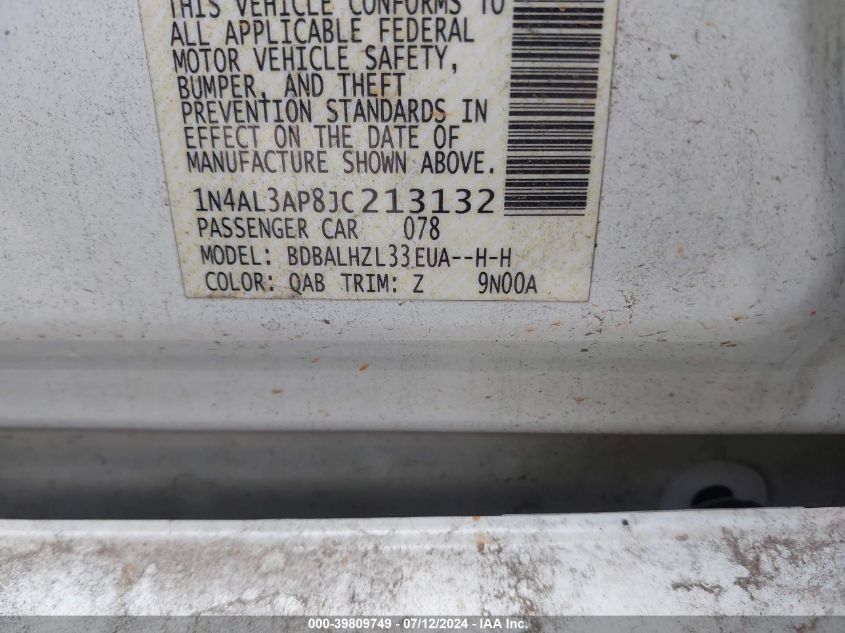 THIS VEHICLE CONFORMS TO
ALL APPLICABLE FEDERAL
MOTOR VEHICLE SAFETY,
BUMPER, AND THEFT
PREVENTION STANDARDS IN
EFFECT ON THE DATE OF
MANUFACTURE SHOWN ABOVE.
1N4AL3AP8JC213132
PASSENGER CAR 078
MODEL: BDBALHZL33EUA--H-H
COLOR: QAB TRIM: Z 9N00A
000-39809749 - 07/12/2024 - IAA, Inc.